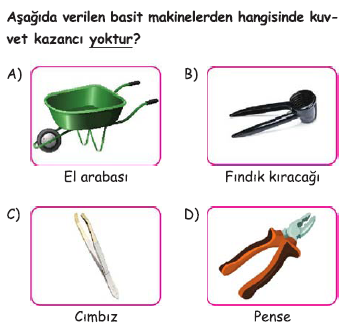 Aşağıda verilen basit makinelerden hangisinde kuv-
vet kazancı yoktur?
A)
B)
El arabası
Fındık kıracağı
C)
D)
Cımbız
Pense